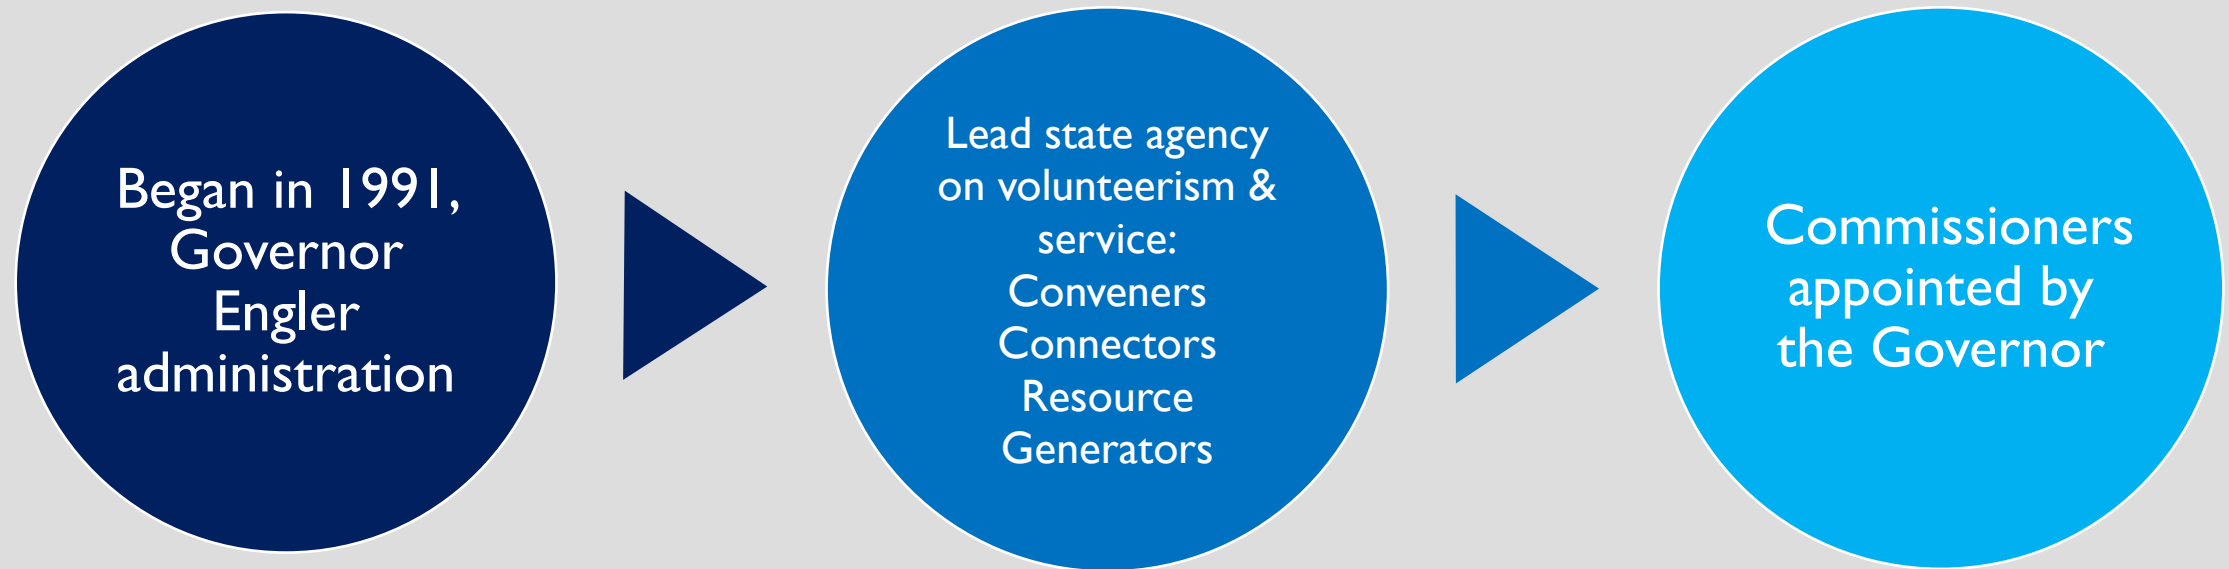 Began in 1991,
Governor
Engler
administration
Lead state agency
on volunteerism &
service:
Conveners
Connectors
Resource
Generators
Commissioners
appointed by
the Governor